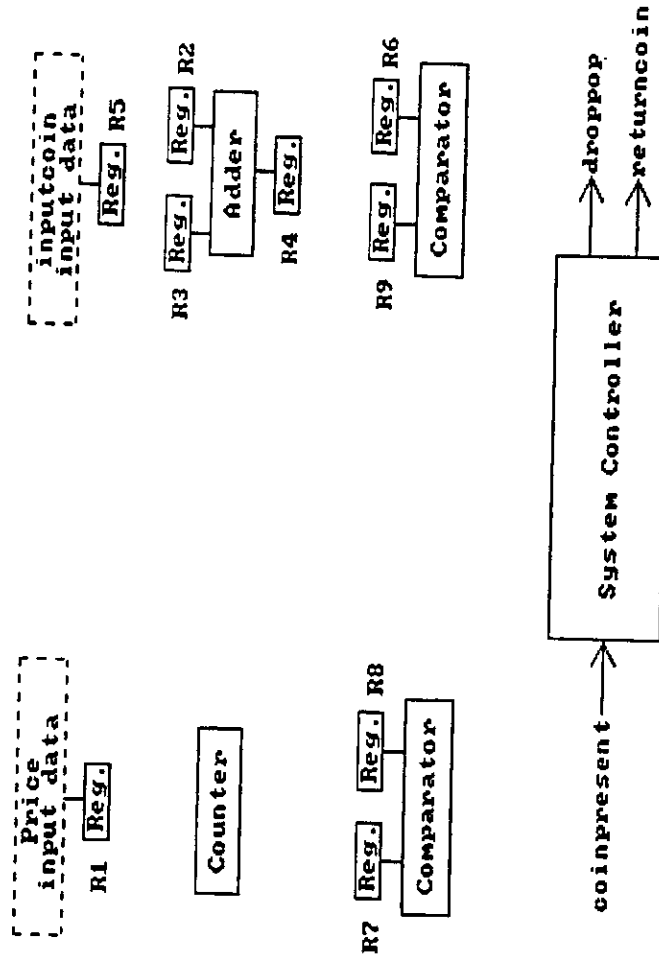 Price
input data
R1
Reg.
inputcoin
input data
Reg.
R5
Counter
R3
Reg.
Reg.
R2
Adder
R4
Reg.
R7
Reg.
Reg.
R8
Comparator
R9
Reg.
Reg.
R6
Comparator
coinpresent
System Controller
droppop
returncoin